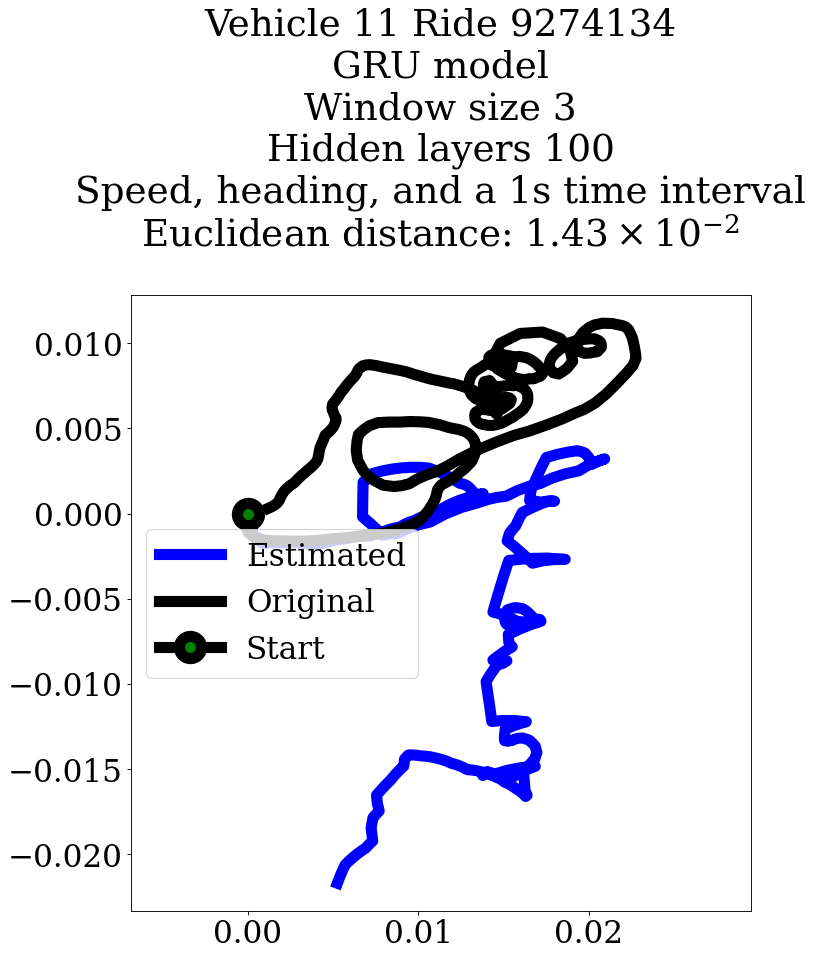 Vehicle 11 Ride 9274134
GRU model
Window size 3
Hidden layers 100
Speed, heading, and a 1s time interval
Euclidean distance: 1.43 × 10⁻²
0.010
0.005
0.000
−0.005
−0.010
−0.015
−0.020
Estimated
Original
Start
0.00 0.01 0.02